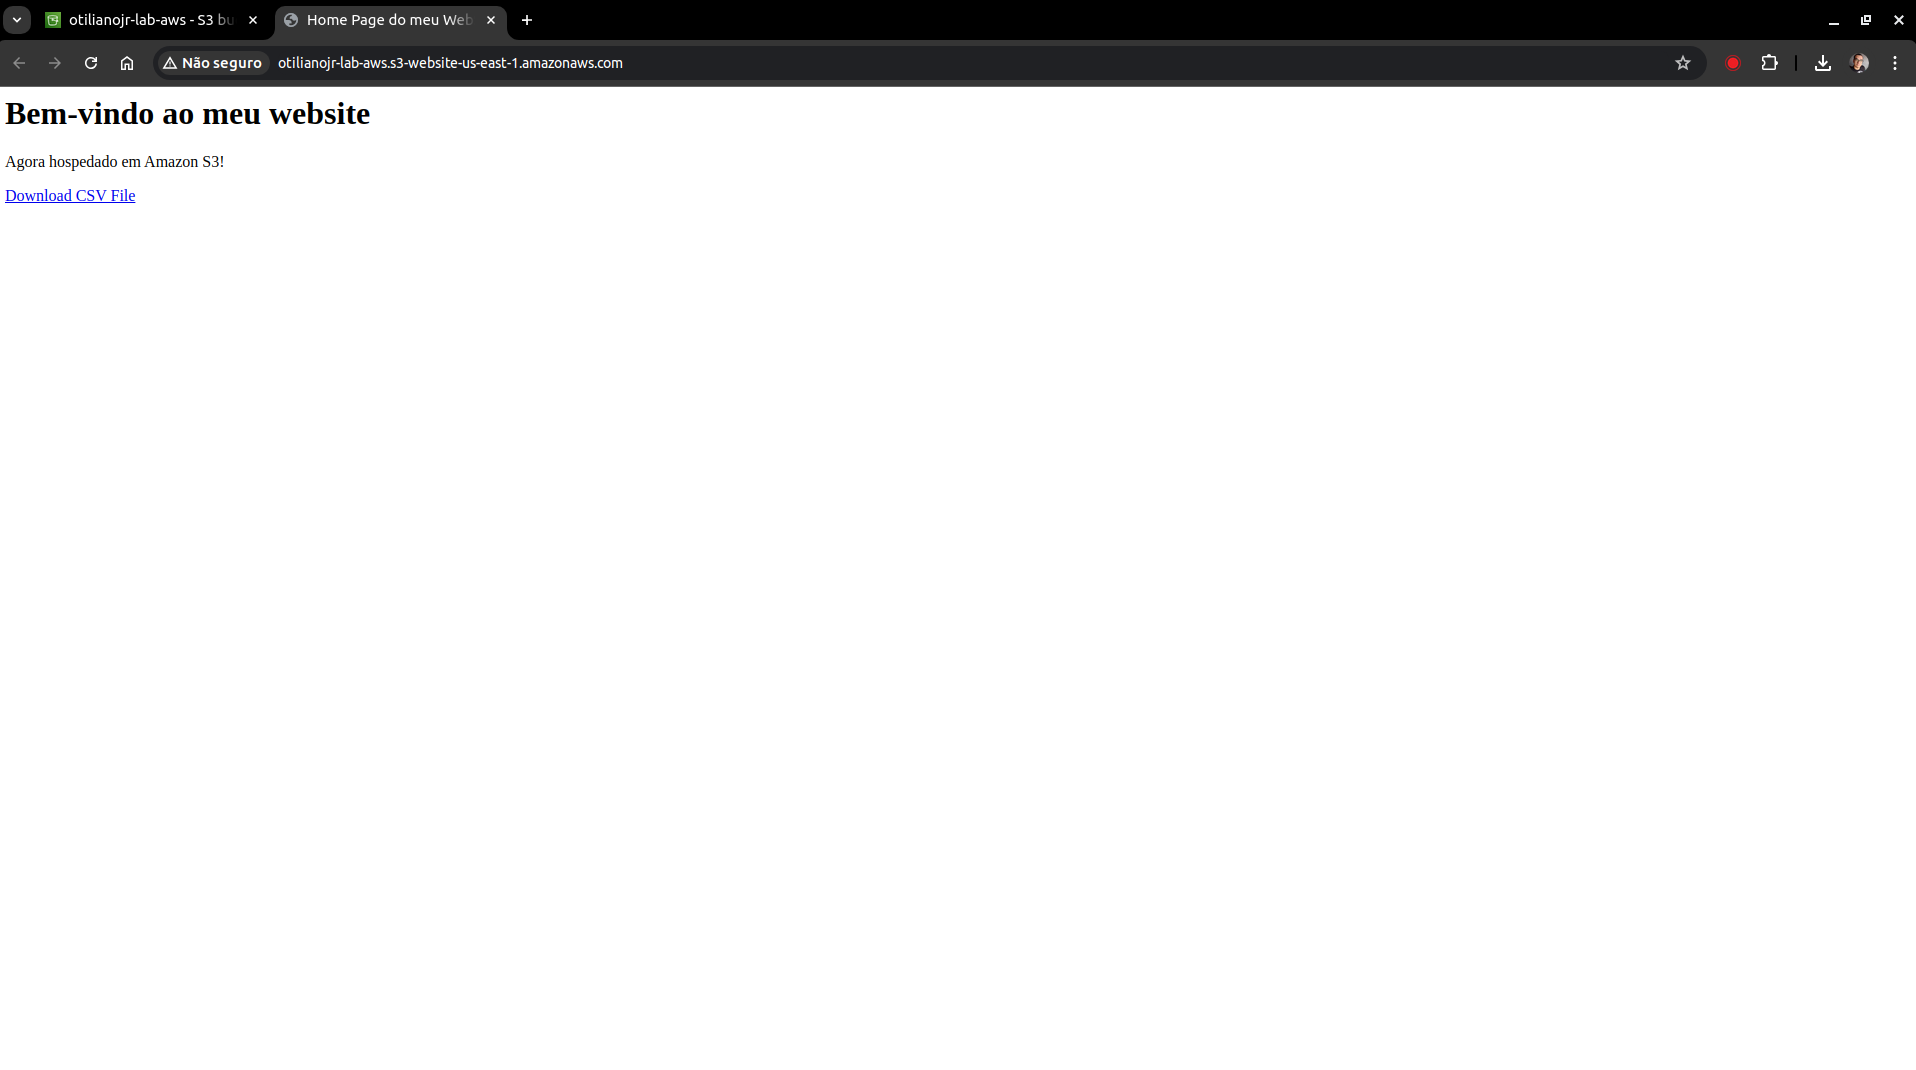 otilianojr-lab-aws - S3 bu
Home Page do meu Web
Não seguro
otilianojr-lab-aws.s3-website-us-east-1.amazonaws.com
Bem-vindo ao meu website
Agora hospedado em Amazon S3!
Download CSV File